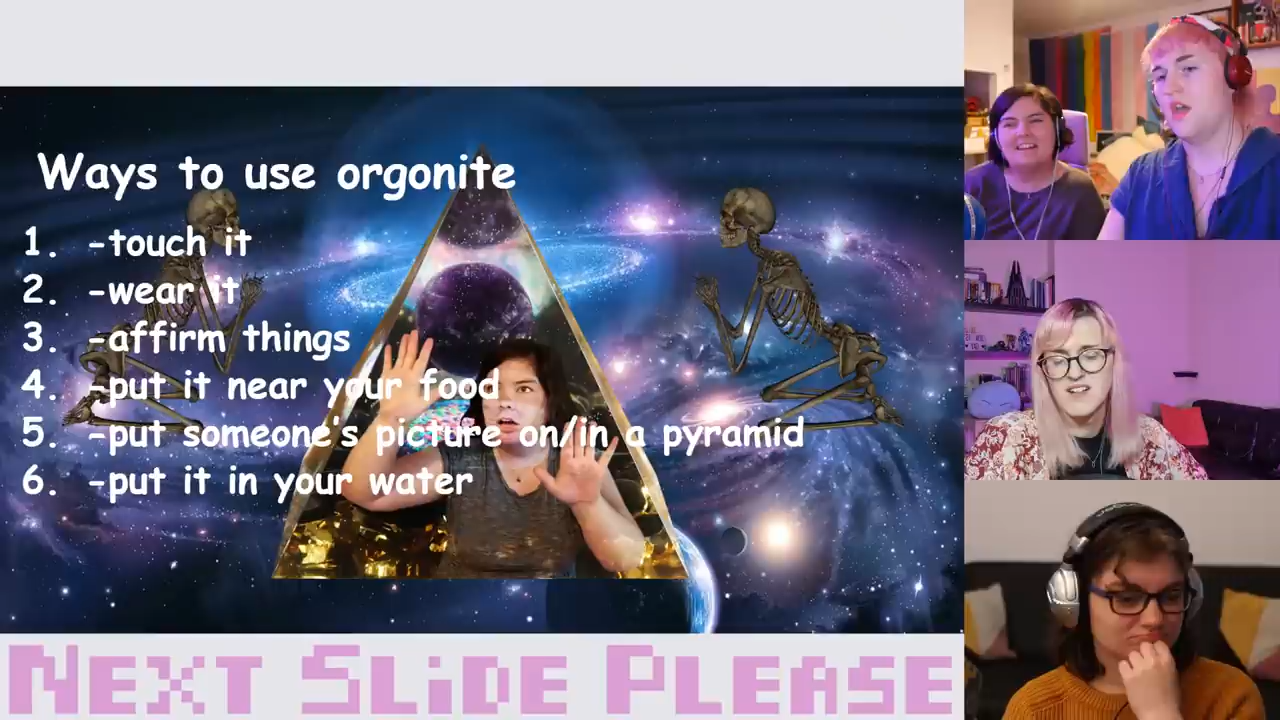 Ways to use orgonite
1. -touch it
2. -wear it
3. -affirm things
4. -put it near your food
5. -put someone's picture on/in a pyramid
6. -put it in your water
NEXT SLIDE PLEASE